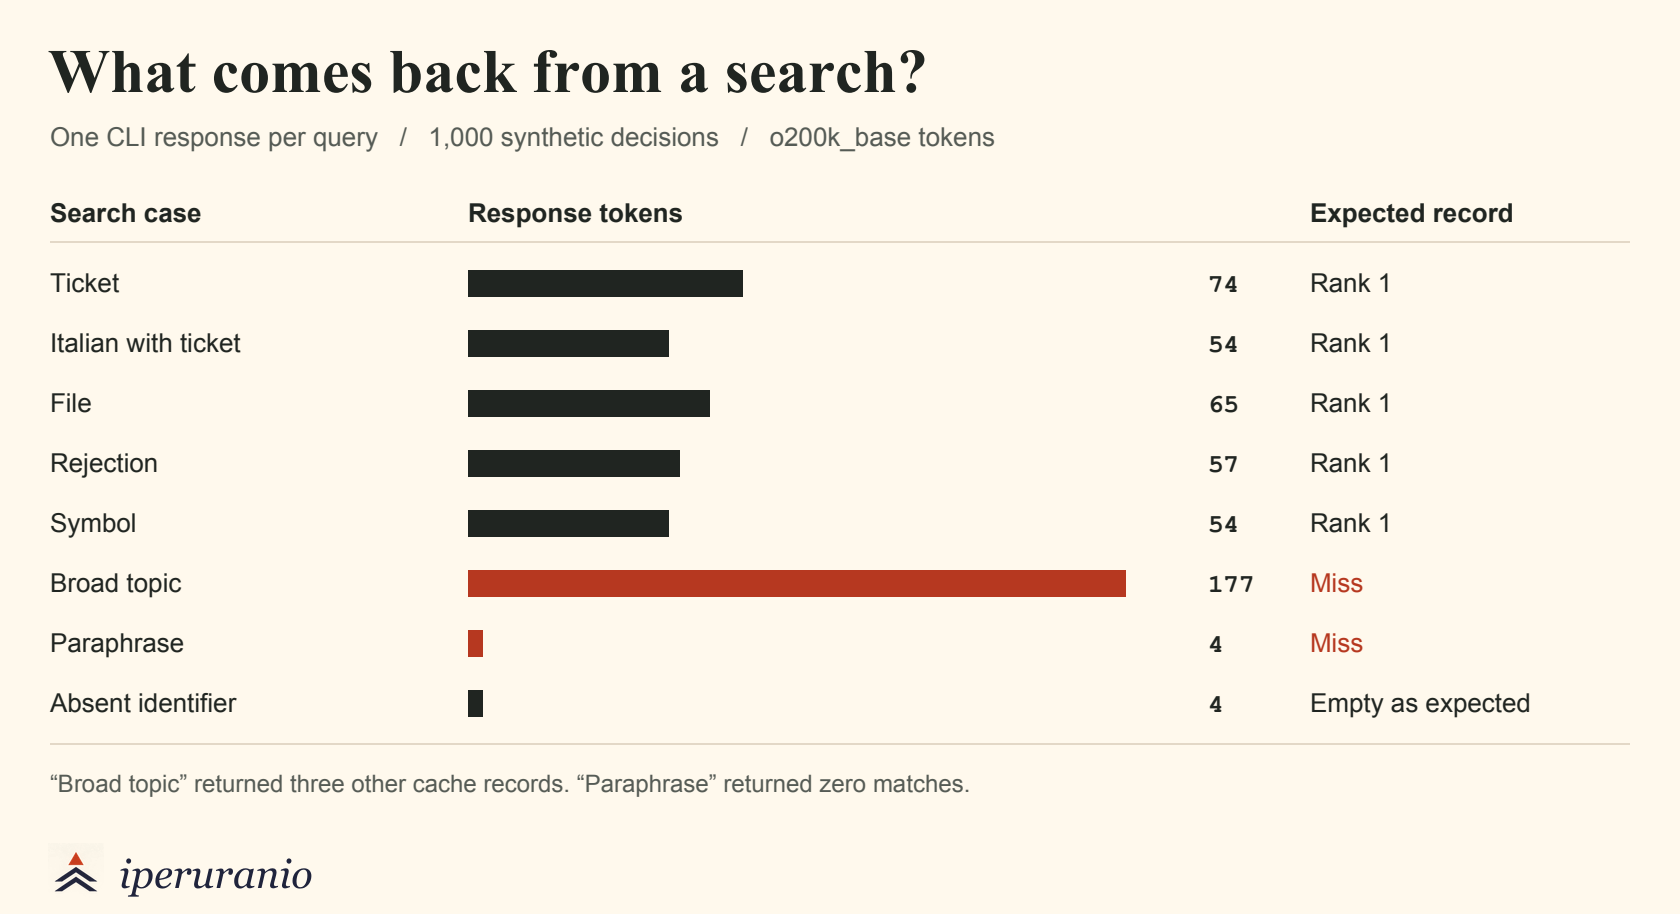 What comes back from a search?
One CLI response per query / 1,000 synthetic decisions / o200k_base tokens
Search case Response tokens Expected record
Ticket 74 Rank 1
Italian with ticket 54 Rank 1
File 65 Rank 1
Rejection 57 Rank 1
Symbol 54 Rank 1
Broad topic 177 Miss
Paraphrase 4 Miss
Absent identifier 4 Empty as expected
“Broad topic” returned three other cache records. “Paraphrase” returned zero matches.
iperuranio